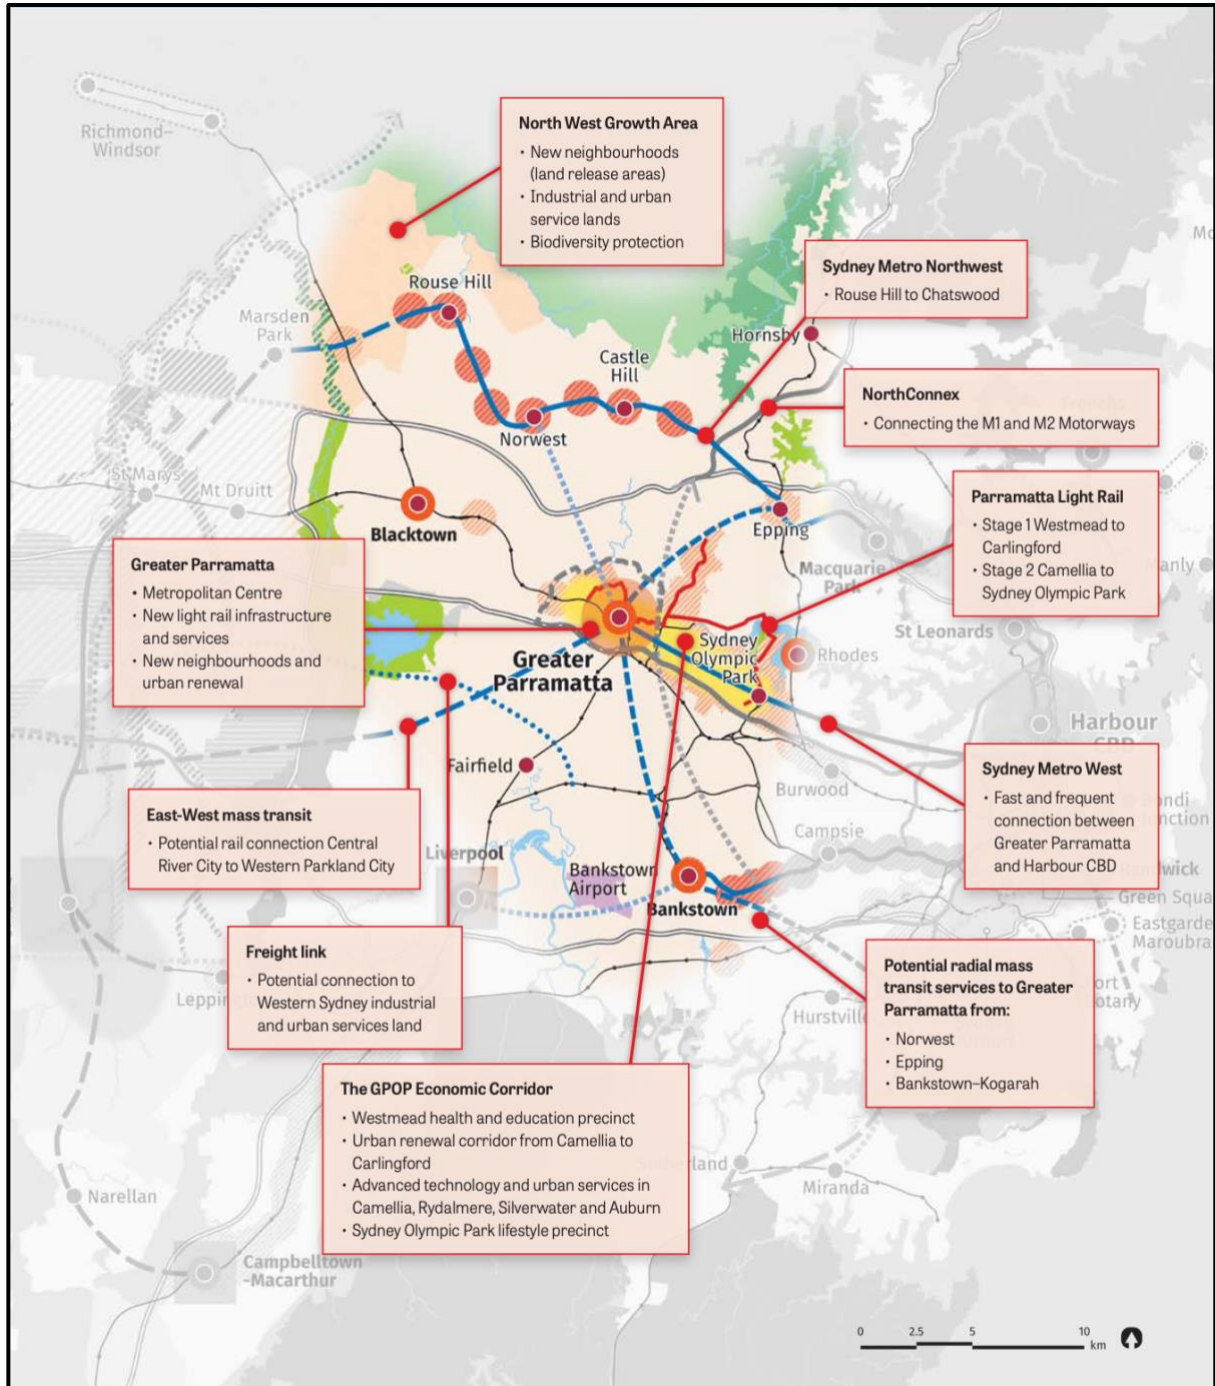 Richmond–
Windsor
North West Growth Area
· New neighbourhoods
(land release areas)
· Industrial and urban
service lands
· Biodiversity protection
Sydney Metro Northwest
· Rouse Hill to Chatswood
Rouse Hill
Marsden
Park
Hornsby
Castle
Hill
Norwest
NorthConnex
· Connecting the M1 and M2 Motorways
St Marys
Mt Druitt
Blacktown
Epping
Parramatta Light Rail
· Stage 1 Westmead to
Carlingford
· Stage 2 Camellia to
Sydney Olympic Park
Greater Parramatta
• Metropolitan Centre
· New light rail infrastructure
and services
· New neighbourhoods and
urban renewal
Macquarie
Park
anly
St Leonards
Greater
Parramatta
Sydney
Olympic
Park
Rhodes
Harbour
CBD
Fairfield
Burwood
Campsie
Sydney Metro West
· Fast and frequent
connection between
Greater Parramatta
and Harbour CBD
East-West mass transit
· Potential rail connection Central
River City to Western Parkland City
Liverpool
Bankstown
Airport
Bankstown
Green Squa
Eastgarde
Maroubra
Freight link
· Potential connection to
Western Sydney industrial
and urban services land
Potential radial mass
transit services to Greater
Parramatta from:
· Norwest
· Epping
· Bankstown–Kogarah
Hurstville
The GPOP Economic Corridor
· Westmead health and education precinct
· Urban renewal corridor from Camellia to
Carlingford
· Advanced technology and urban services in
Camellia, Rydalmere, Silverwater and Auburn
· Sydney Olympic Park lifestyle precinct
Miranda
Narellan
Campbelltown
-Macarthur
0 2.5 5 10
km